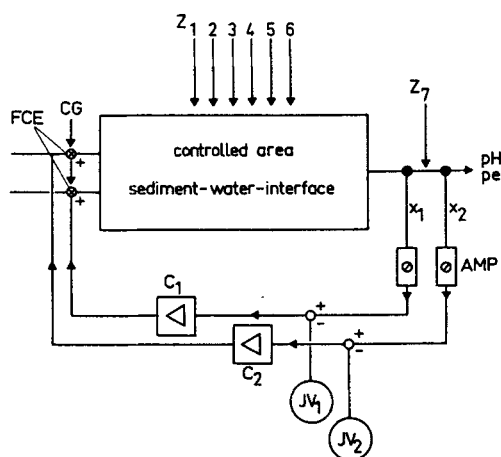 Z1 2 3 4 5 6
CG
FCE
Z7
+
+
controlled area
sediment-water-interface
pH
pe
x1 x2
AMP
C1
+
-
C2
+
-
JV1
JV2